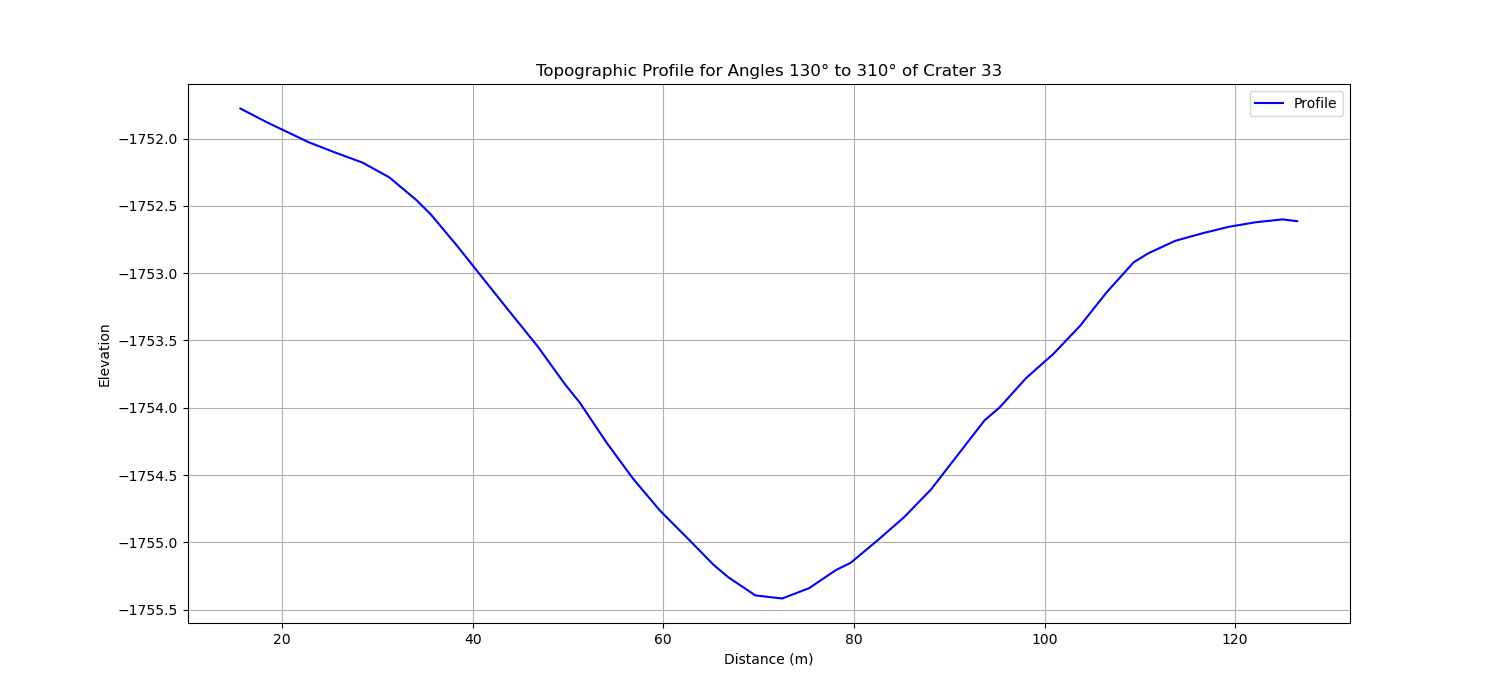 Topographic Profile for Angles 130° to 310° of Crater 33
Profile
−1752.0
−1752.5
−1753.0
−1753.5
−1754.0
−1754.5
−1755.0
−1755.5
Elevation
20 40 60 80 100 120
Distance (m)